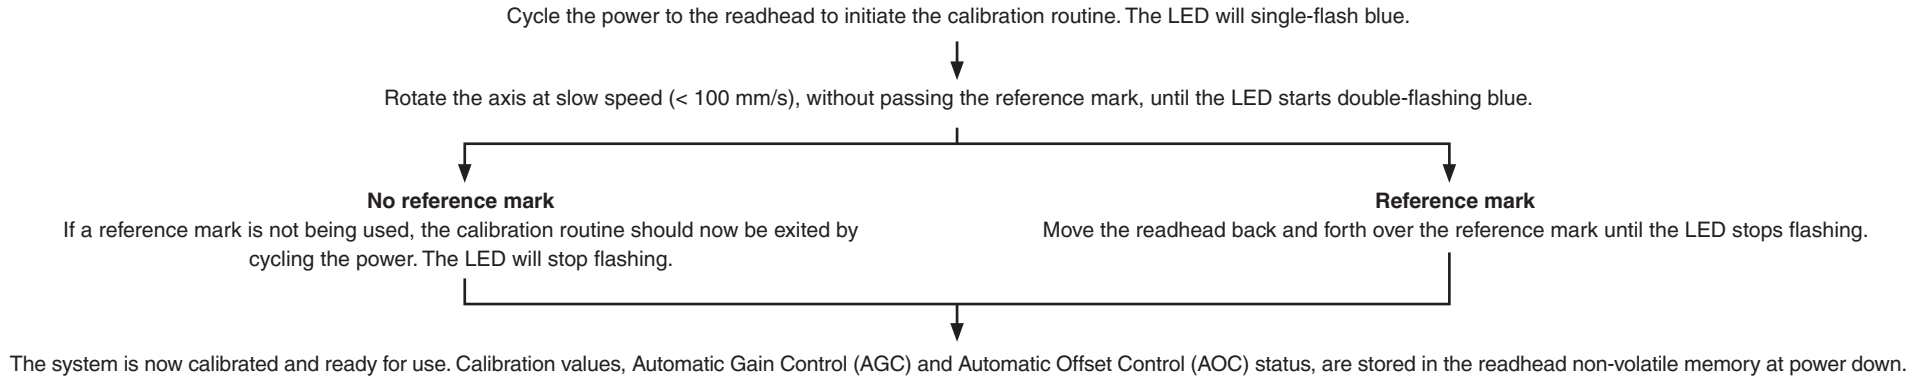 Cycle the power to the readhead to initiate the calibration routine. The LED will single-flash blue.
Rotate the axis at slow speed (< 100 mm/s), without passing the reference mark, until the LED starts double-flashing blue.
No reference mark
If a reference mark is not being used, the calibration routine should now be exited by
cycling the power. The LED will stop flashing.
Reference mark
Move the readhead back and forth over the reference mark until the LED stops flashing.
The system is now calibrated and ready for use. Calibration values, Automatic Gain Control (AGC) and Automatic Offset Control (AOC) status, are stored in the readhead non-volatile memory at power down.